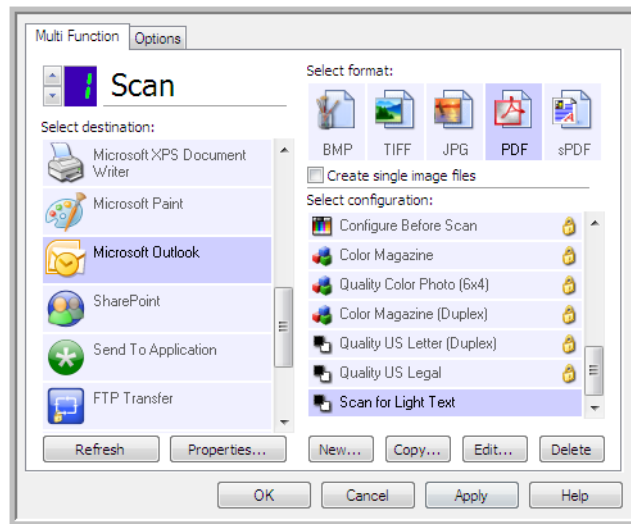 Multi Function
Options
1 Scan
Select destination:
Microsoft XPS Document
Writer
Microsoft Paint
Microsoft Outlook
SharePoint
Send To Application
FTP Transfer
Refresh
Properties...
Select format:
BMP TIFF JPG PDF sPDF
Create single image files
Select configuration:
Configure Before Scan
Color Magazine
Quality Color Photo (6x4)
Color Magazine (Duplex)
Quality US Letter (Duplex)
Quality US Legal
Scan for Light Text
New... Copy... Edit... Delete
OK Cancel Apply Help